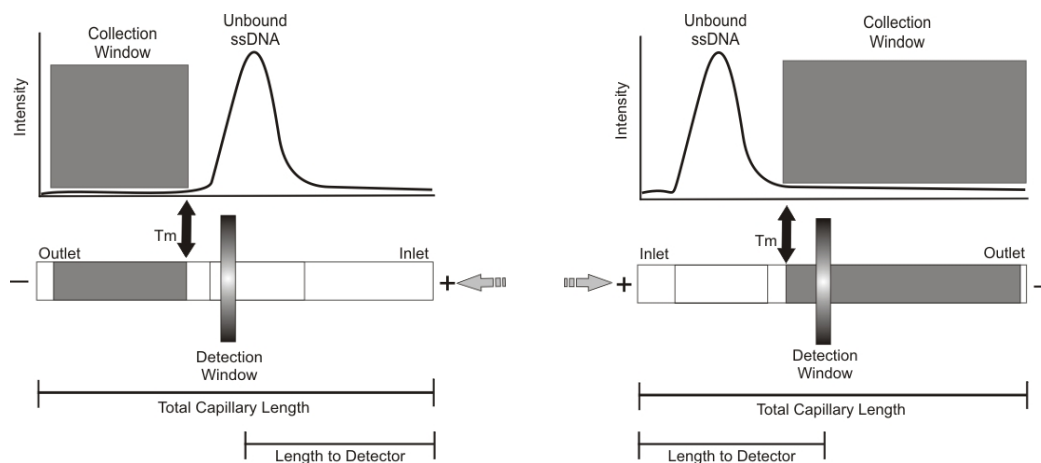 Collection
Window
Unbound
ssDNA
Intensity
Tm
Outlet
Inlet
–
+
Detection
Window
Total Capillary Length
Length to Detector
Unbound
ssDNA
Collection
Window
Intensity
Tm
Inlet
Outlet
+
–
Detection
Window
Total Capillary Length
Length to Detector